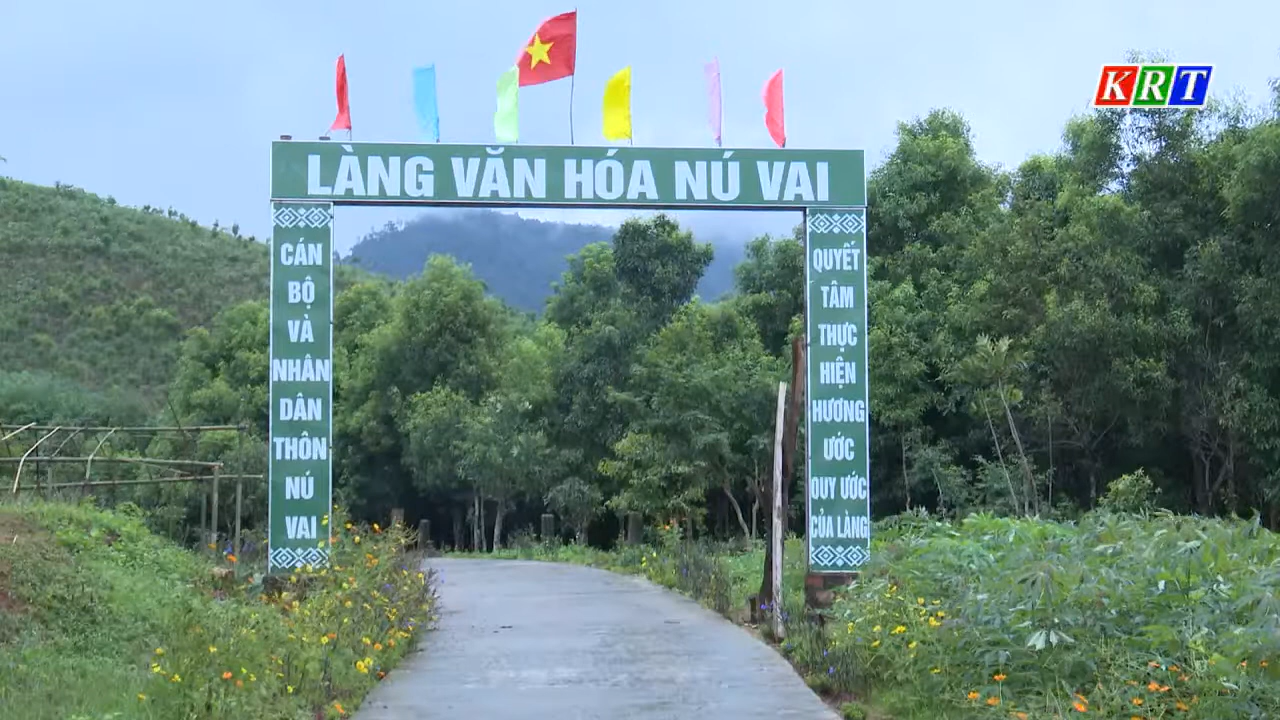 KRT
LÀNG VĂN HÓA NÚ VAI
CÁN
BỘ
VÀ
NHÂN
DÂN
THÔN
NÚ
VAI
QUYẾT
TÂM
THỰC
HIỆN
HƯƠNG
ƯỚC
QUY ƯỚC
CỦA LÀNG